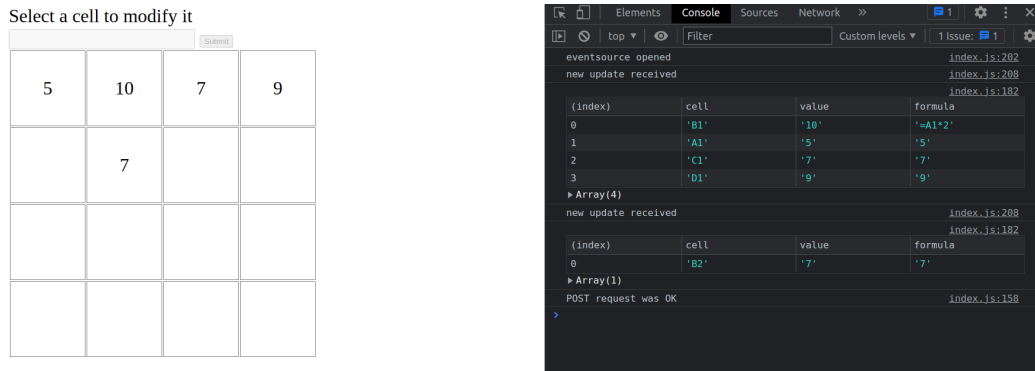 Select a cell to modify it
Submit
5 10 7 9
7
Elements Console Sources Network » 1
top ▼ Filter Custom levels ▼ 1 Issue: 1
eventsource opened index.js:202
new update received index.js:208
index.js:182
(index) cell value formula
0 'B1' '10' '=A1*2'
1 'A1' '5' '5'
2 'C1' '7' '7'
3 'D1' '9' '9'
▶ Array(4)
new update received index.js:208
index.js:182
(index) cell value formula
0 'B2' '7' '7'
▶ Array(1)
POST request was OK index.js:158